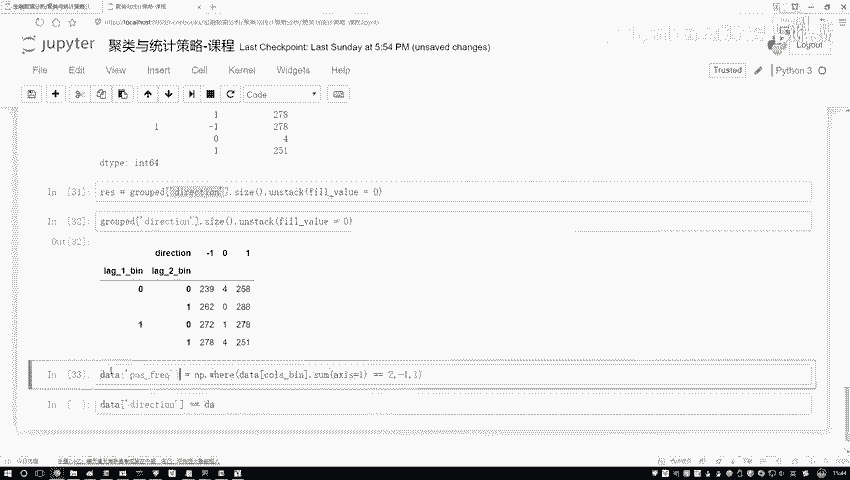 聚类与统计策略-课程 Last Checkpoint: Last Sunday at 5:54 PM (unsaved changes)
jupyter
Logout
File Edit View Insert Cell Kernel Widgets Help
Trusted
Python 3
Code
1 278
1 -1 278
0 4
1 251
dtype: int64
In [31]: res = grouped['direction'].size().unstack(fill_value = 0)
In [32]: grouped['direction'].size().unstack(fill_value = 0)
Out[32]:
direction -1 0 1
lag_1_bin lag_2_bin
0 0 239 4 258
1 262 0 288
1 0 272 1 278
1 278 4 251
In [33]: data['pos_freq'] = np.where(data[cols_bin].sum(axis=1) == 2,-1,1)
In [ ]: data['direction'] == da